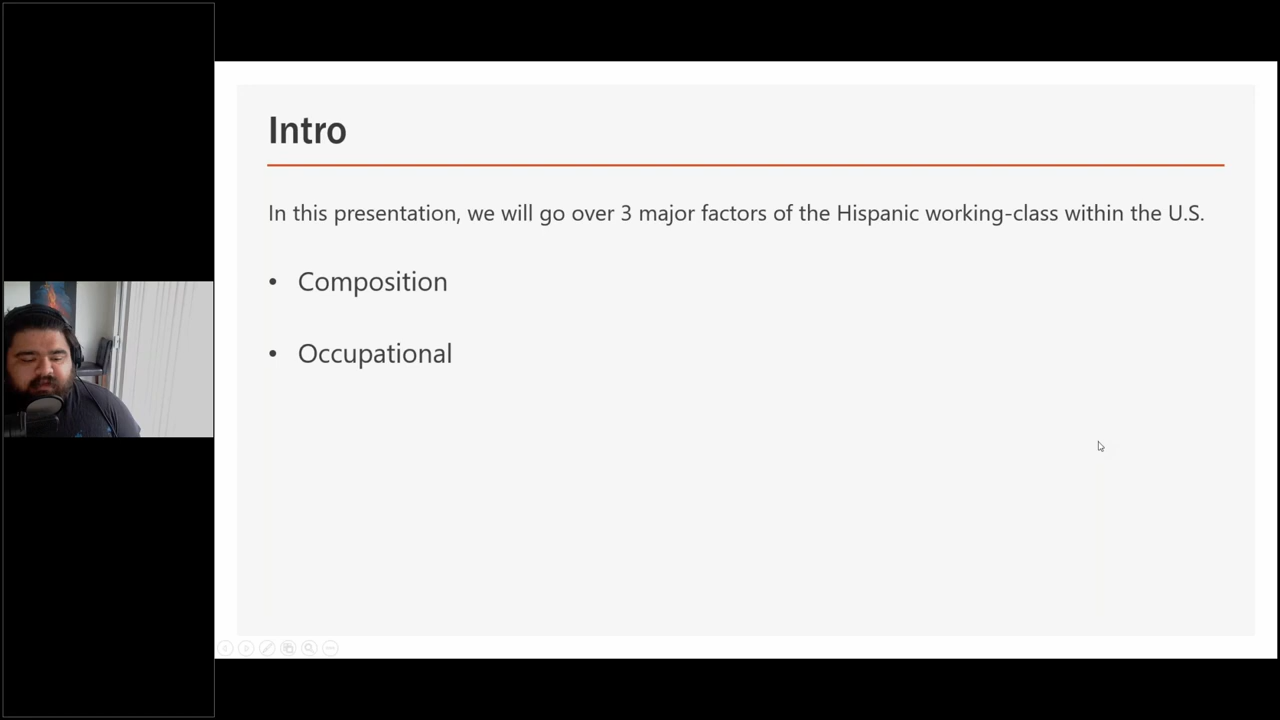 Intro
In this presentation, we will go over 3 major factors of the Hispanic working-class within the U.S.
• Composition
• Occupational